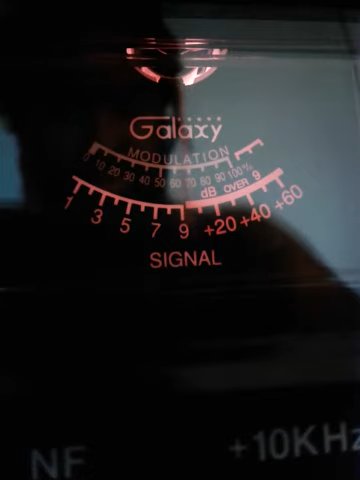 Galaxy
MODULATION
0 10 20 30 40 50 60 70 80 90 100%
dB OVER 9
1 3 5 7 9 +20 +40 +60
SIGNAL
NF +10KHz